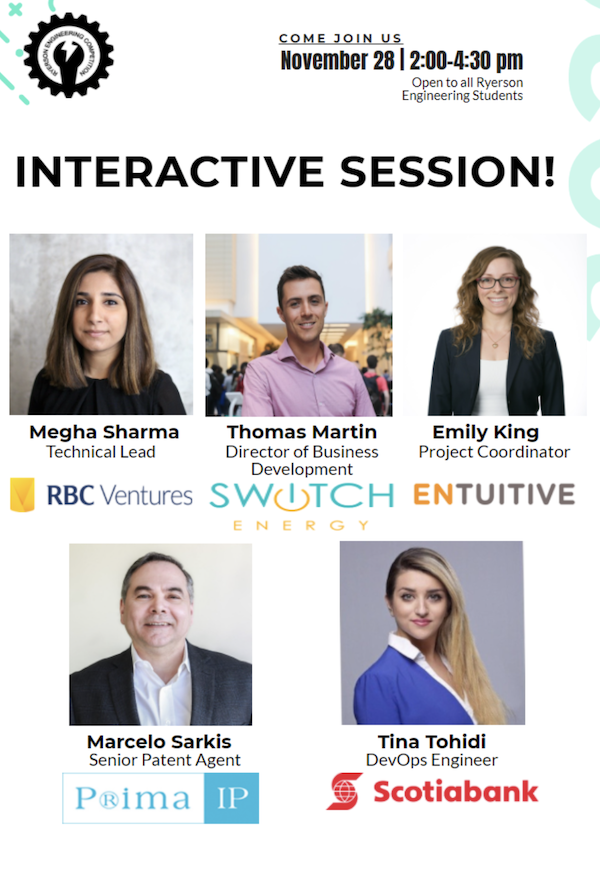 RYERSON ENGINEERING COMPETITION
COME JOIN US
November 28 | 2:00-4:30 pm
Open to all Ryerson
Engineering Students
INTERACTIVE SESSION!
Megha Sharma
Technical Lead
RBC Ventures
Thomas Martin
Director of Business
Development
SWITCH
ENERGY
Emily King
Project Coordinator
ENTUITIVE
Marcelo Sarkis
Senior Patent Agent
P®ima IP
Tina Tohidi
DevOps Engineer
Scotiabank